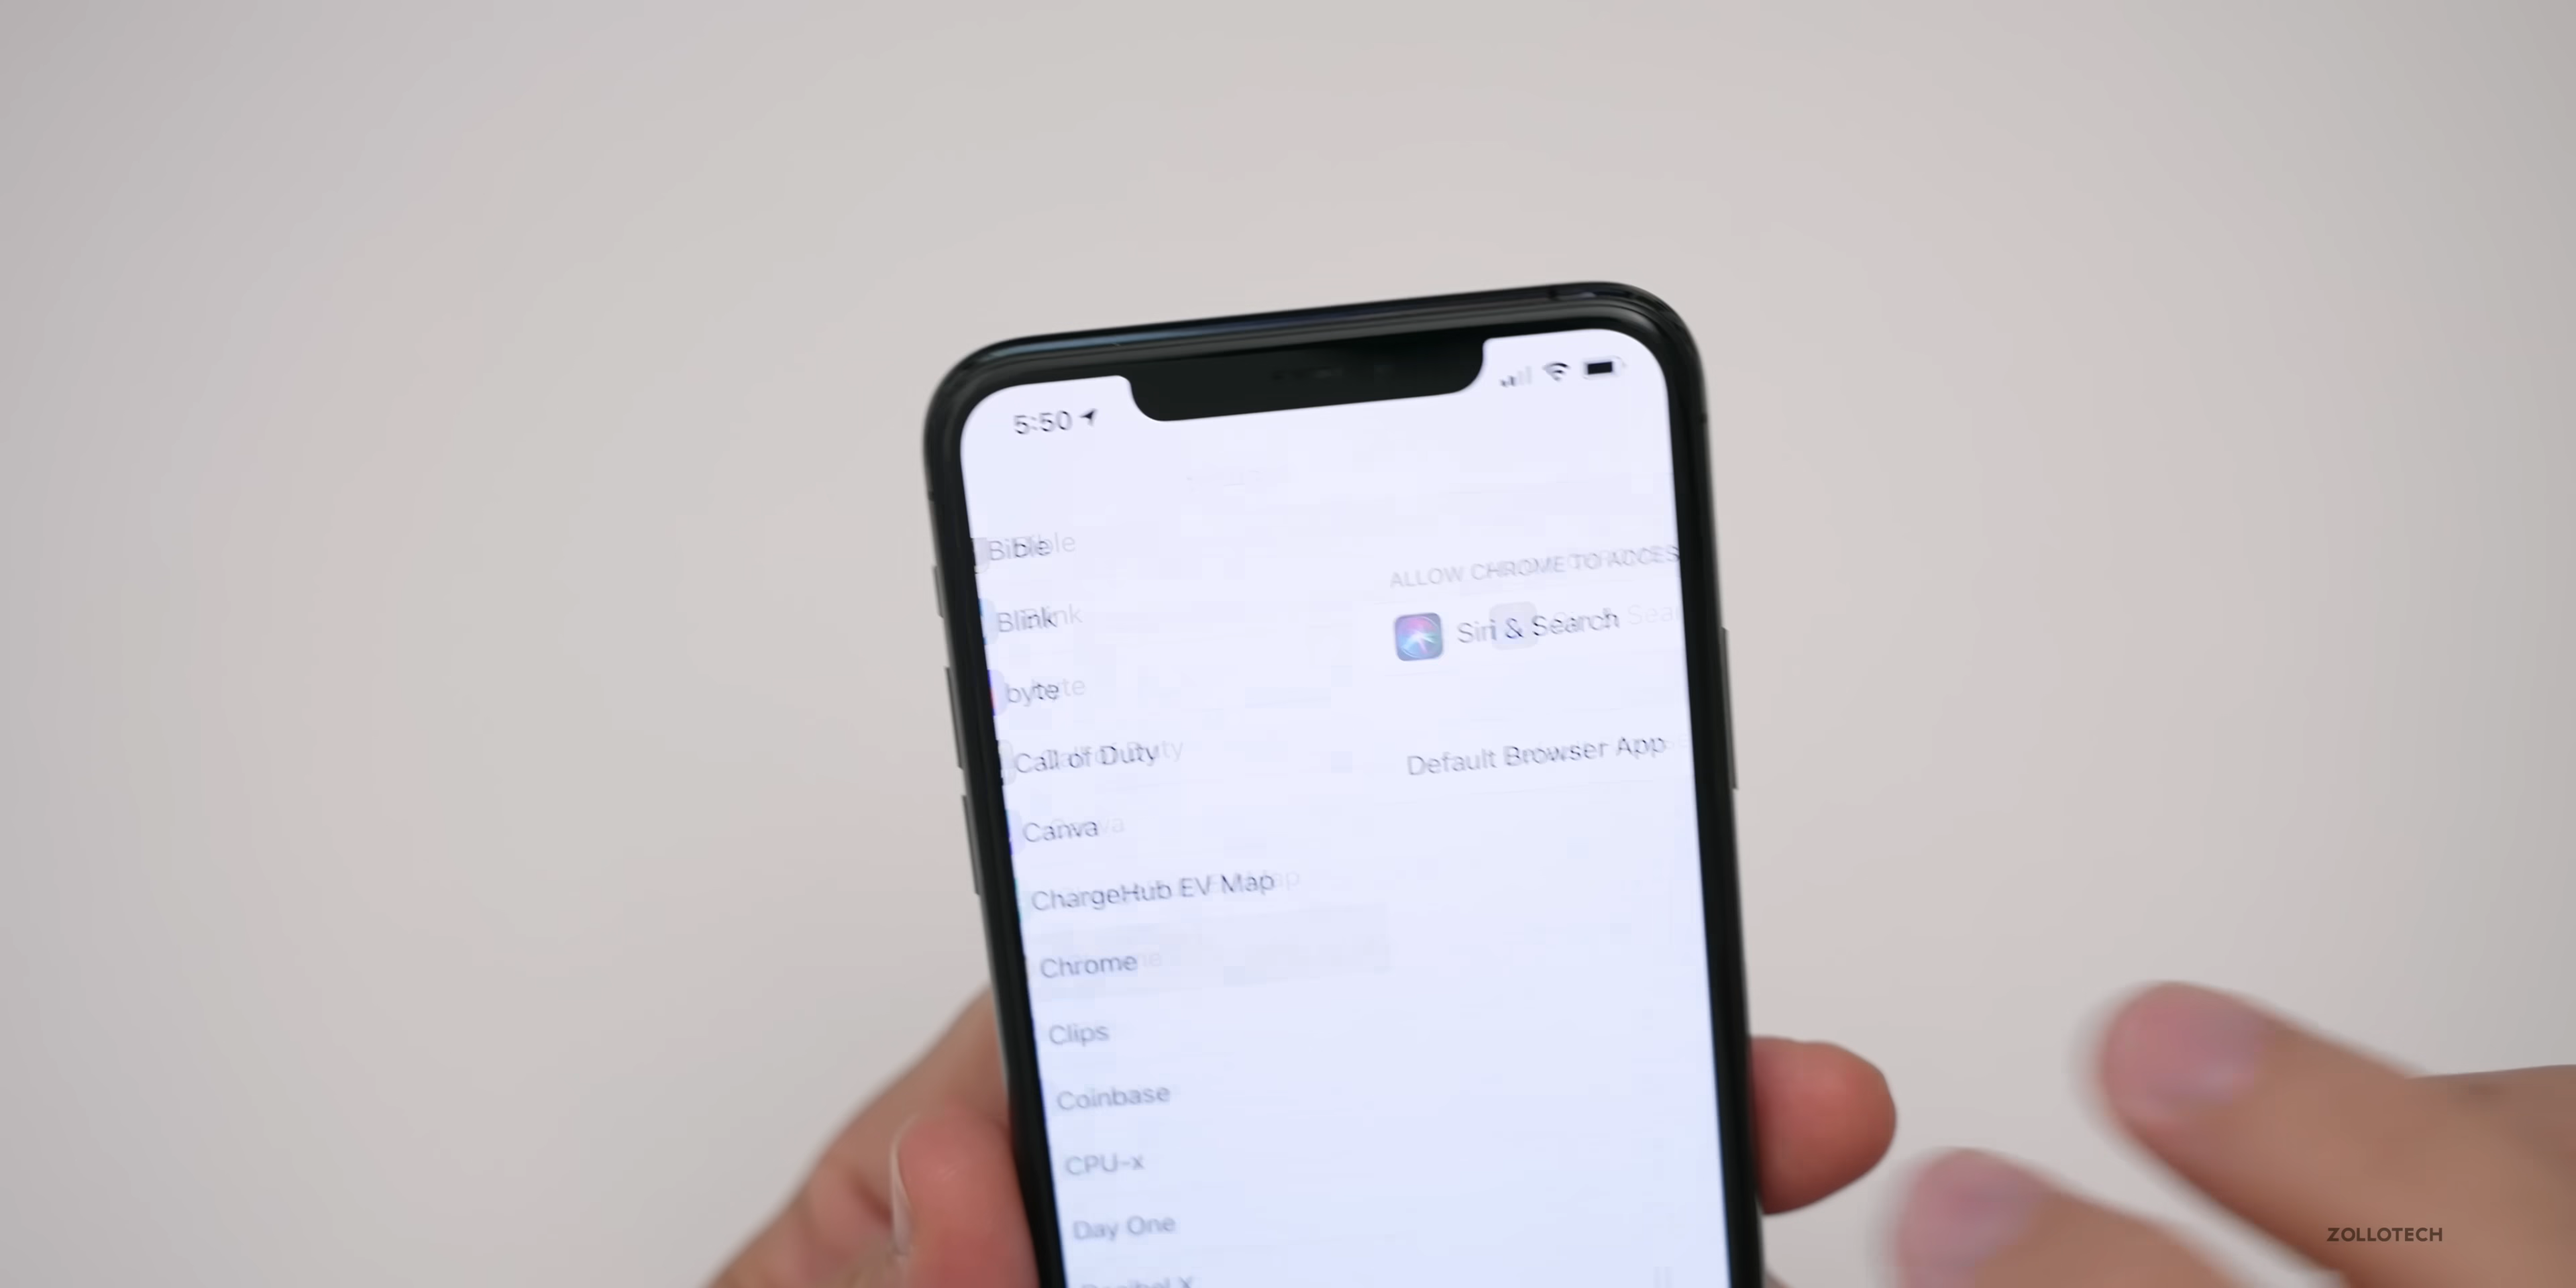 5:50
Bible
Blink
byte
Call of Duty
Canva
ChargeHub EV Map
Chrome
Clips
Coinbase
CPU-x
Day One
ALLOW CHROME TO ACCES
Siri & Search
Default Browser App
ZOLLOTECH